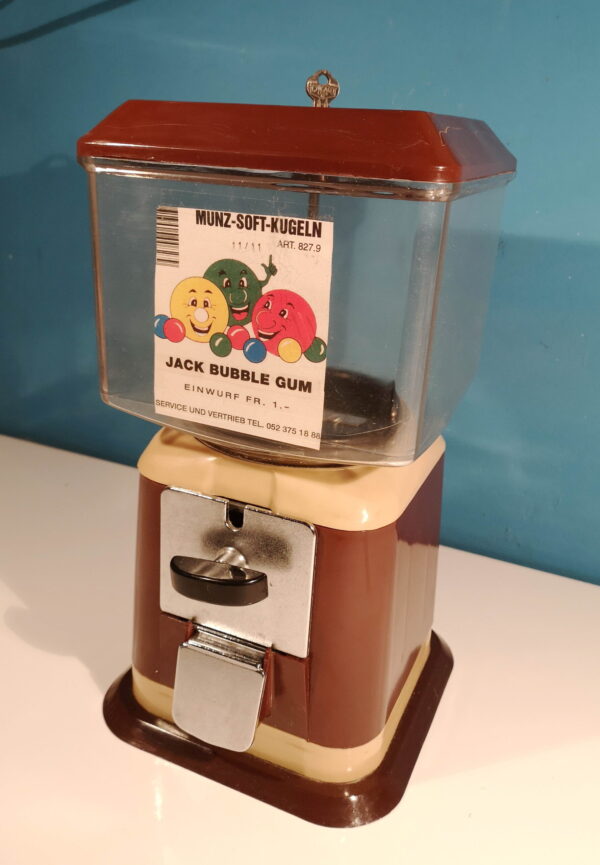 MUNZ-SOFT-KUGELN
11/11 ART. 827.9
JACK BUBBLE GUM
EINWURF FR. 1.-
SERVICE UND VERTRIEB TEL. 052 375 18 88